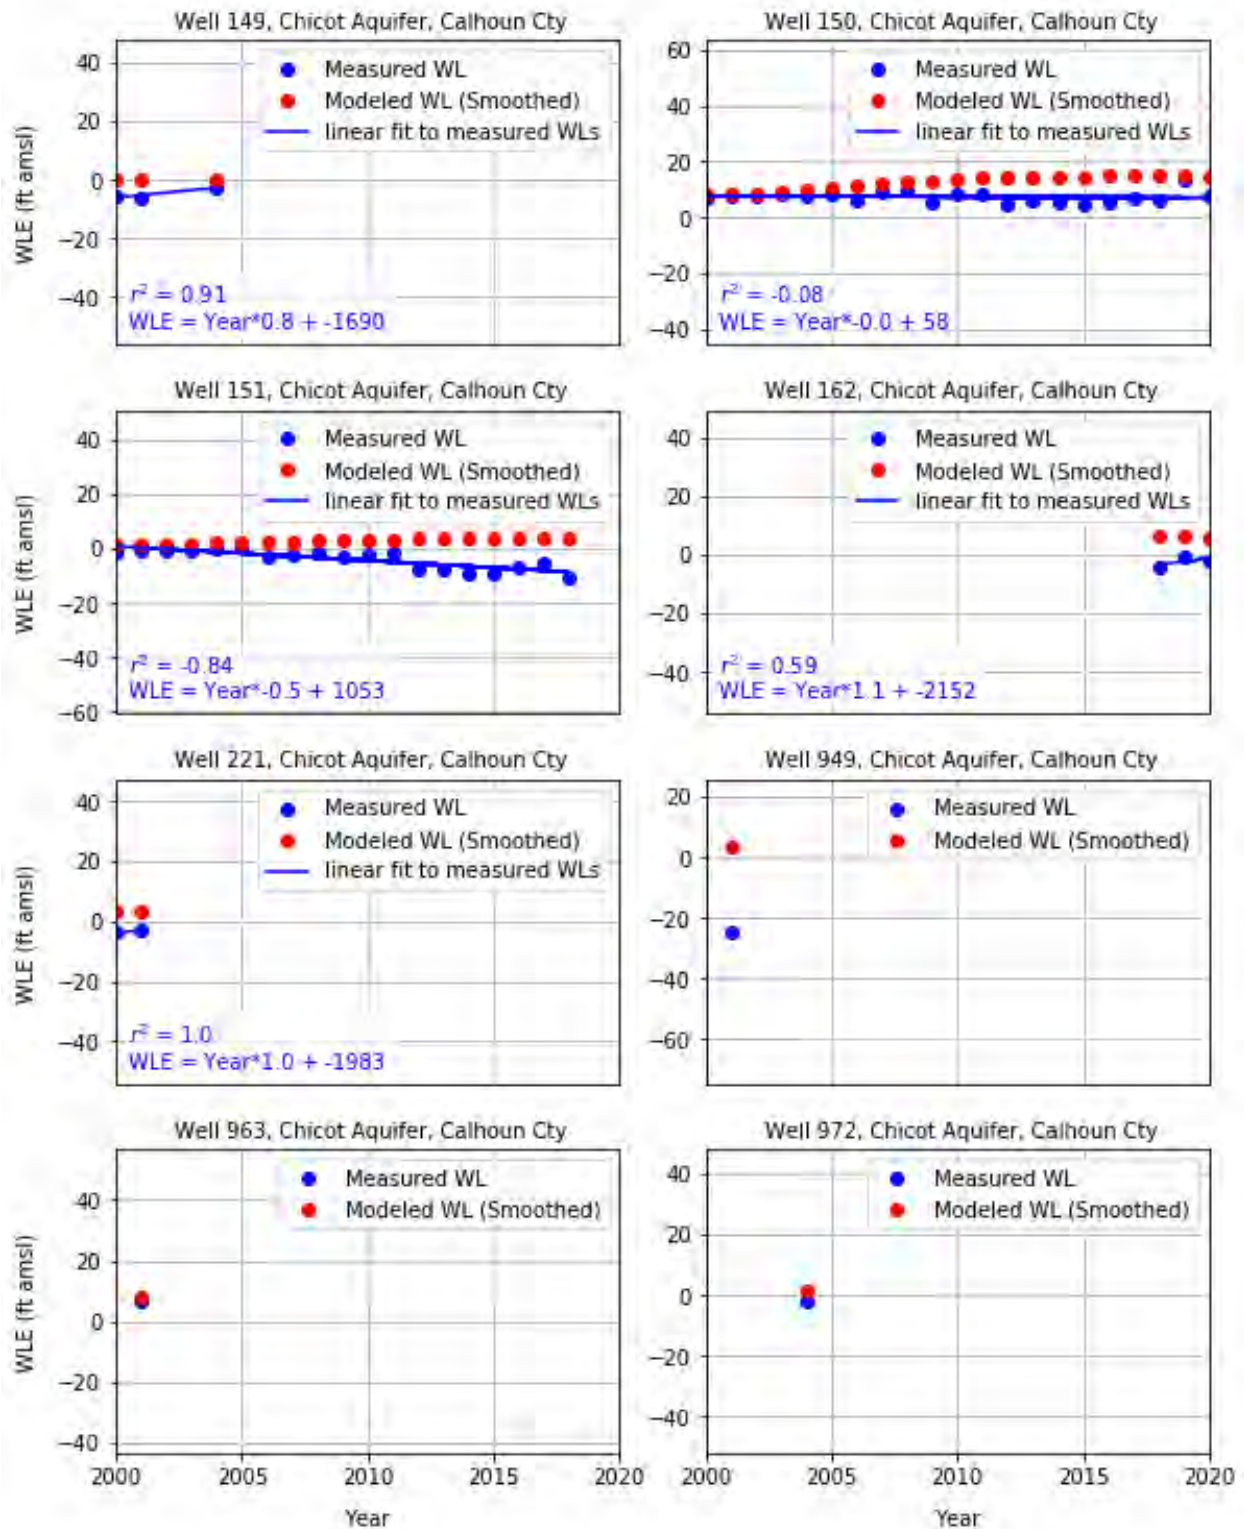 Well 149, Chicot Aquifer, Calhoun Cty
WLE (ft amsl)
40
20
0
−20
−40
Measured WL
Modeled WL (Smoothed)
linear fit to measured WLs
r² = 0.91
WLE = Year*0.8 + -1690
Well 150, Chicot Aquifer, Calhoun Cty
60
40
20
0
−20
−40
Measured WL
Modeled WL (Smoothed)
linear fit to measured WLs
r² = -0.08
WLE = Year*-0.0 + 58
Well 151, Chicot Aquifer, Calhoun Cty
WLE (ft amsl)
40
20
0
−20
−40
−60
Measured WL
Modeled WL (Smoothed)
linear fit to measured WLs
r² = -0.84
WLE = Year*-0.5 + 1053
Well 162, Chicot Aquifer, Calhoun Cty
40
20
0
−20
−40
Measured WL
Modeled WL (Smoothed)
linear fit to measured WLs
r² = 0.59
WLE = Year*1.1 + -2152
Well 221, Chicot Aquifer, Calhoun Cty
WLE (ft amsl)
40
20
0
−20
−40
Measured WL
Modeled WL (Smoothed)
linear fit to measured WLs
r² = 1.0
WLE = Year*1.0 + -1983
Well 949, Chicot Aquifer, Calhoun Cty
20
0
−20
−40
−60
Measured WL
Modeled WL (Smoothed)
Well 963, Chicot Aquifer, Calhoun Cty
WLE (ft amsl)
40
20
0
−20
−40
Measured WL
Modeled WL (Smoothed)
2000 2005 2010 2015 2020
Year
Well 972, Chicot Aquifer, Calhoun Cty
40
20
0
−20
−40
Measured WL
Modeled WL (Smoothed)
2000 2005 2010 2015 2020
Year